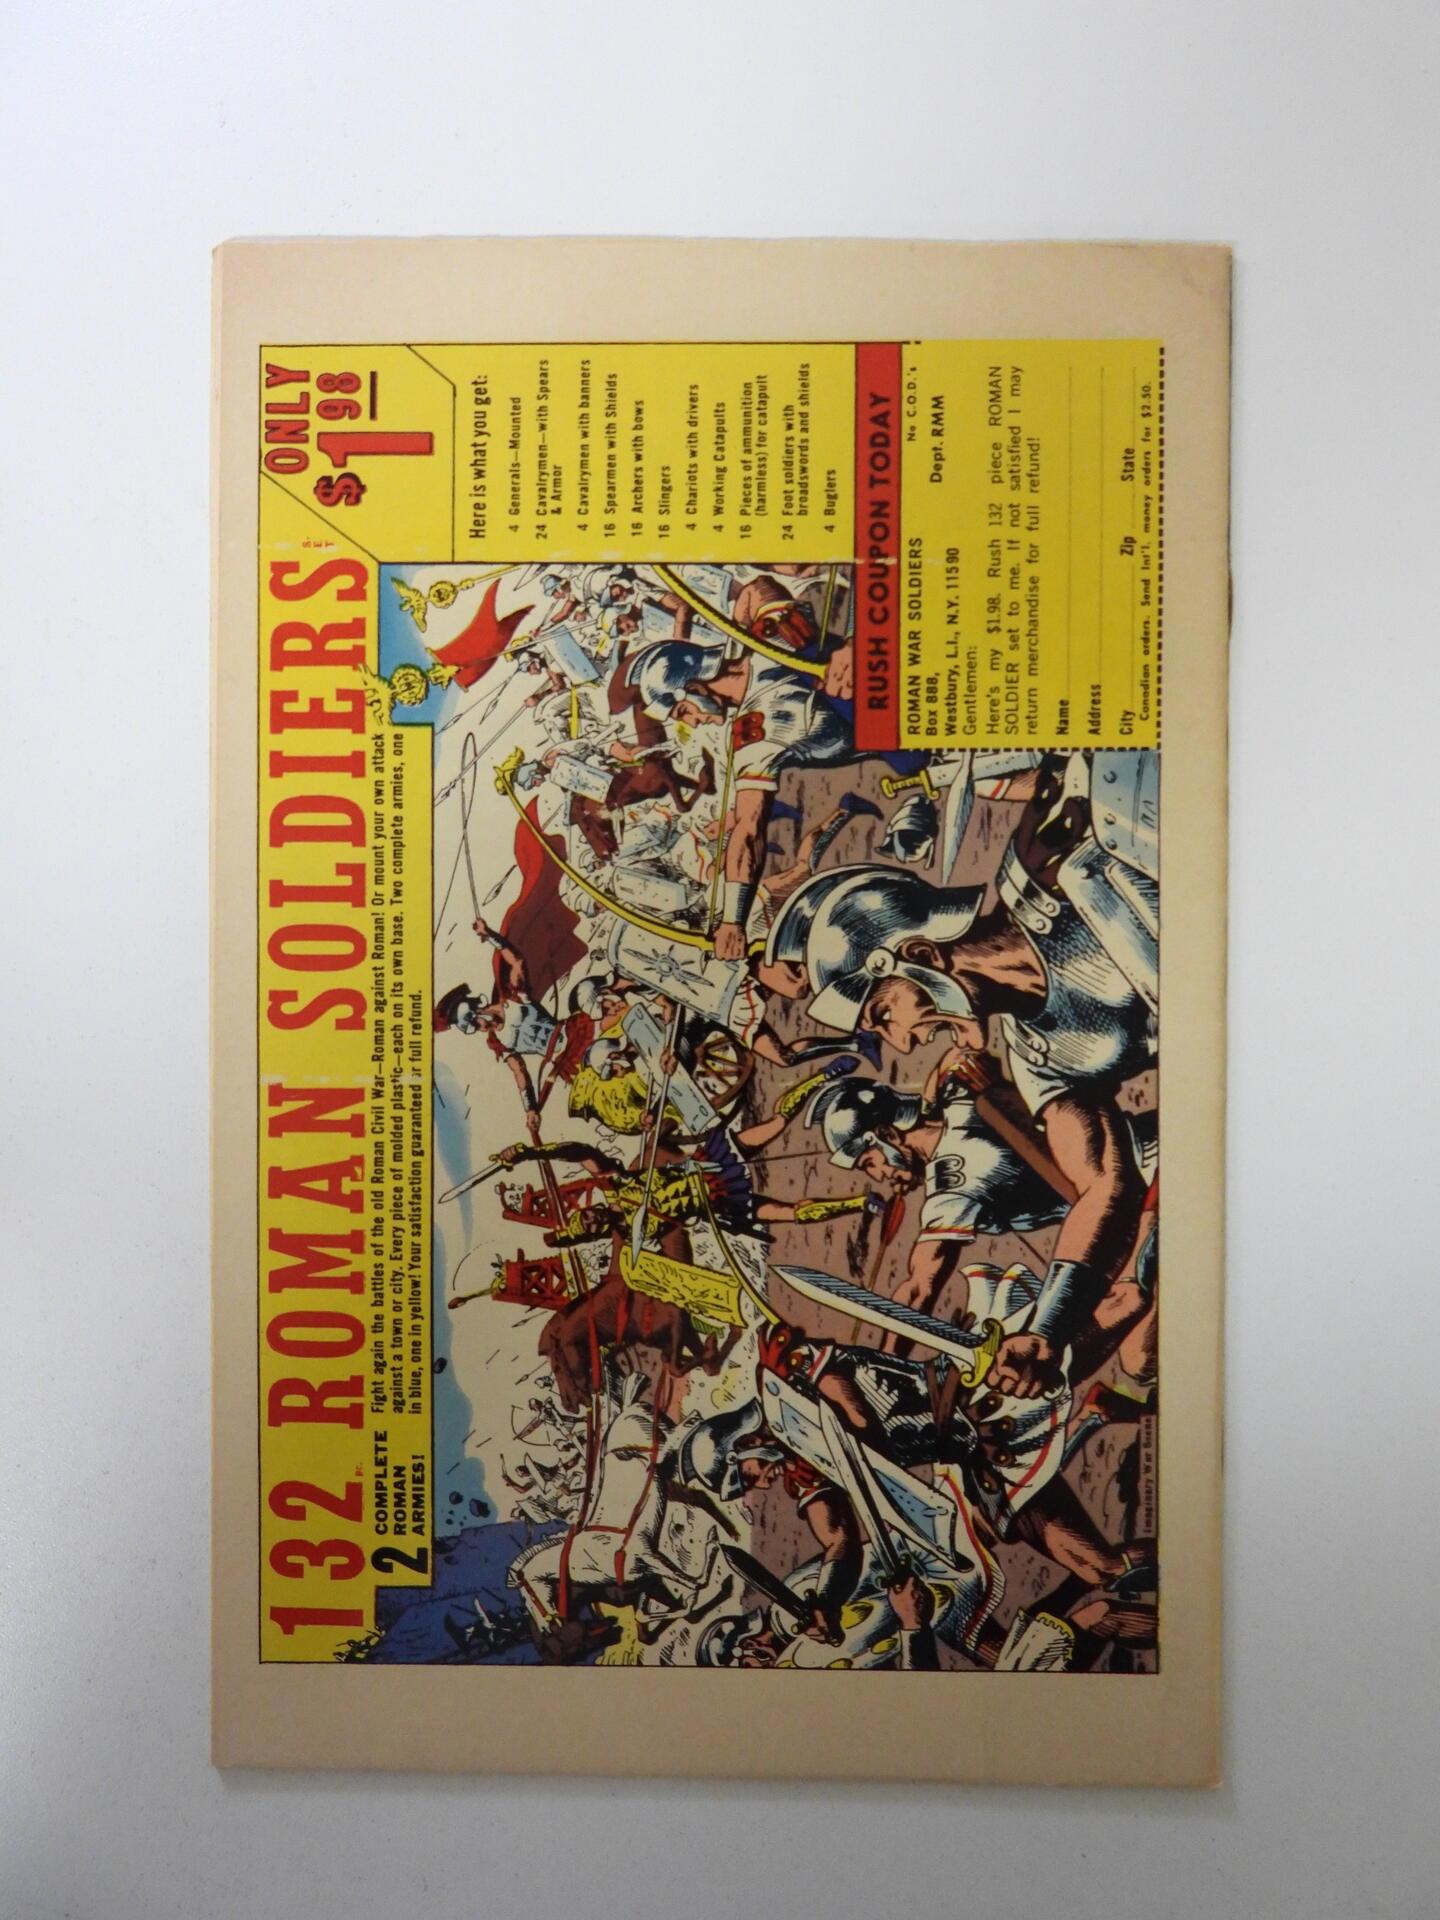 132 PC. ROMAN SOLDIERS SET
ONLY
$1.98
2 COMPLETE
ROMAN
ARMIES!
Fight again the battles of the old Roman Civil War—Roman against Roman! Or mount your own attack
against a town or city. Every piece of molded plastic—each on its own base. Two complete armies, one
in blue, one in yellow! Your satisfaction guaranteed or full refund.
Here is what you get:
4 Generals—Mounted
24 Cavalrymen—with Spears
& Armor
4 Cavalrymen with banners
16 Spearmen with Shields
16 Archers with bows
16 Slingers
4 Chariots with drivers
4 Working Catapults
16 Pieces of ammunition
(harmless) for catapult
24 Foot soldiers with
broadswords and shields
4 Buglers
RUSH COUPON TODAY
ROMAN WAR SOLDIERS No C.O.D.'s
Box 888, Dept. RMM
Westbury, L.I., N.Y. 11590
Gentlemen:
Here's my $1.98. Rush 132 piece ROMAN
SOLDIER set to me. If not satisfied I may
return merchandise for full refund!
Name
Address
City Zip State
Canadian orders. Send Int'l. money orders for $2.50.
Imaginary War Scene